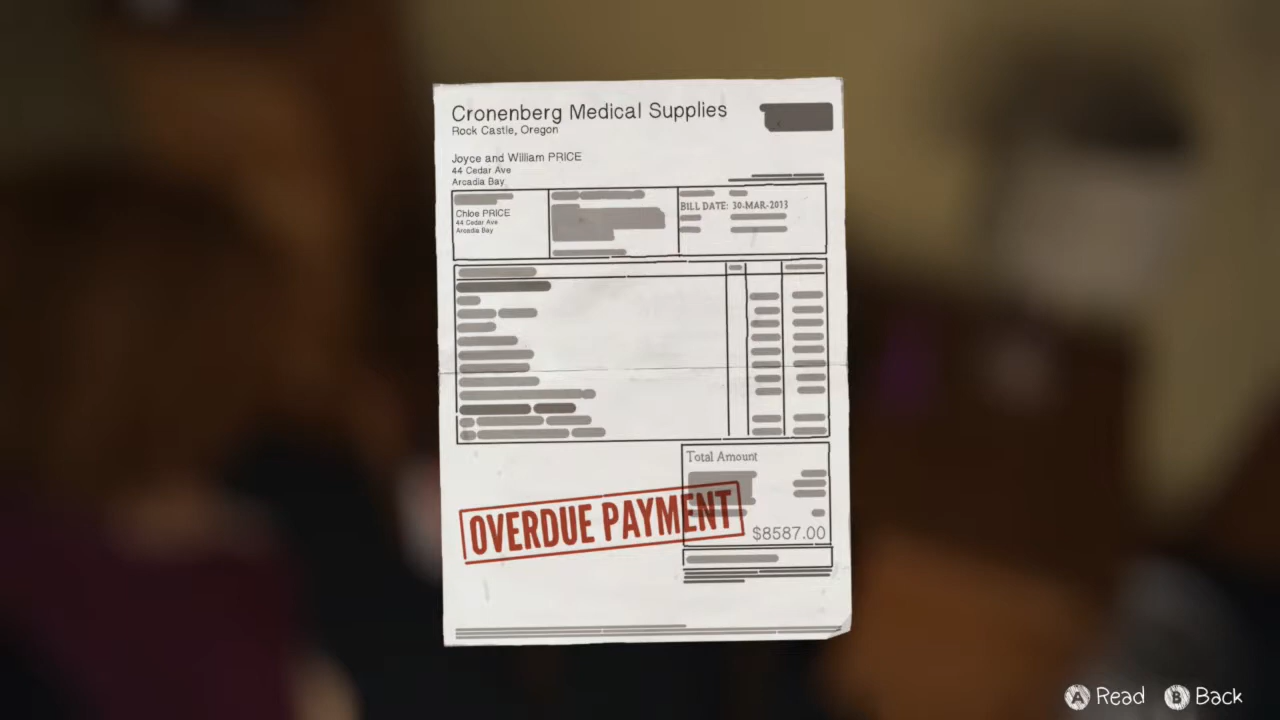 Cronenberg Medical Supplies
Rock Castle, Oregon
Joyce and William PRICE
44 Cedar Ave
Arcadia Bay
Chloe PRICE
44 Cedar Ave
Arcadia Bay
BILL DATE: 30-MAR-2013
Total Amount
OVERDUE PAYMENT
$8587.00
A Read B Back